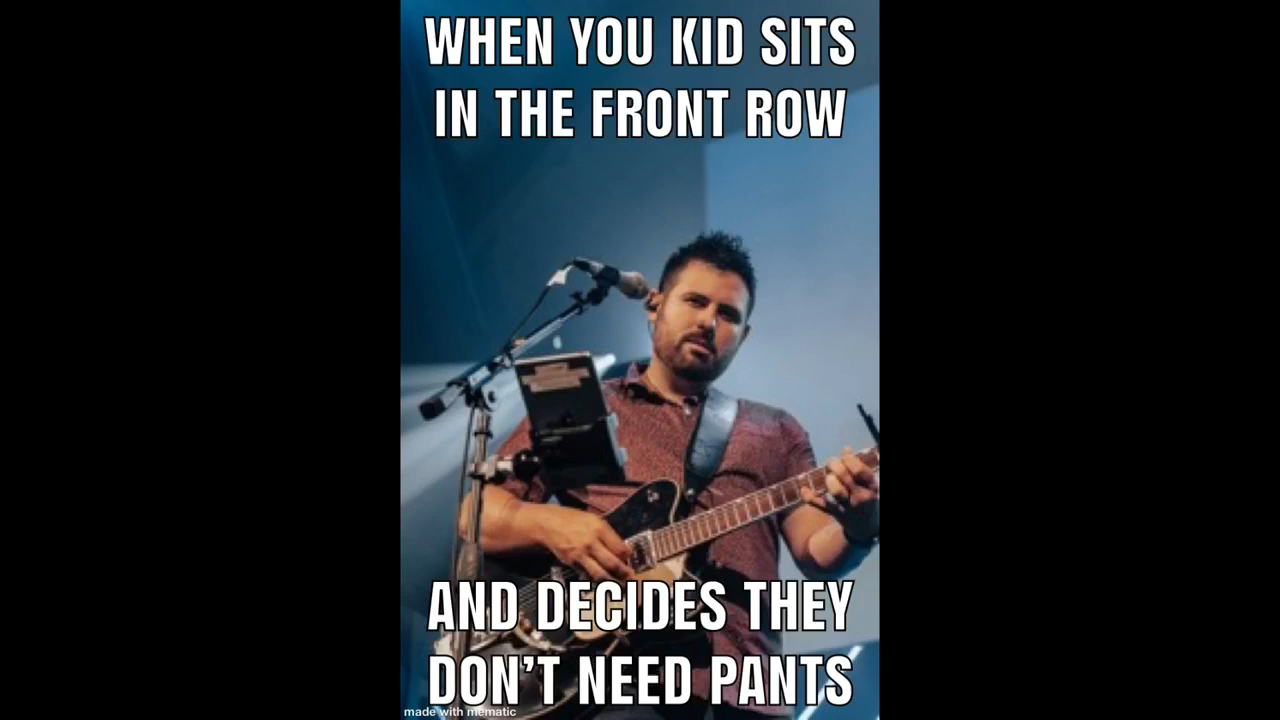 WHEN YOU KID SITS
IN THE FRONT ROW
AND DECIDES THEY
DON'T NEED PANTS
made with mematic